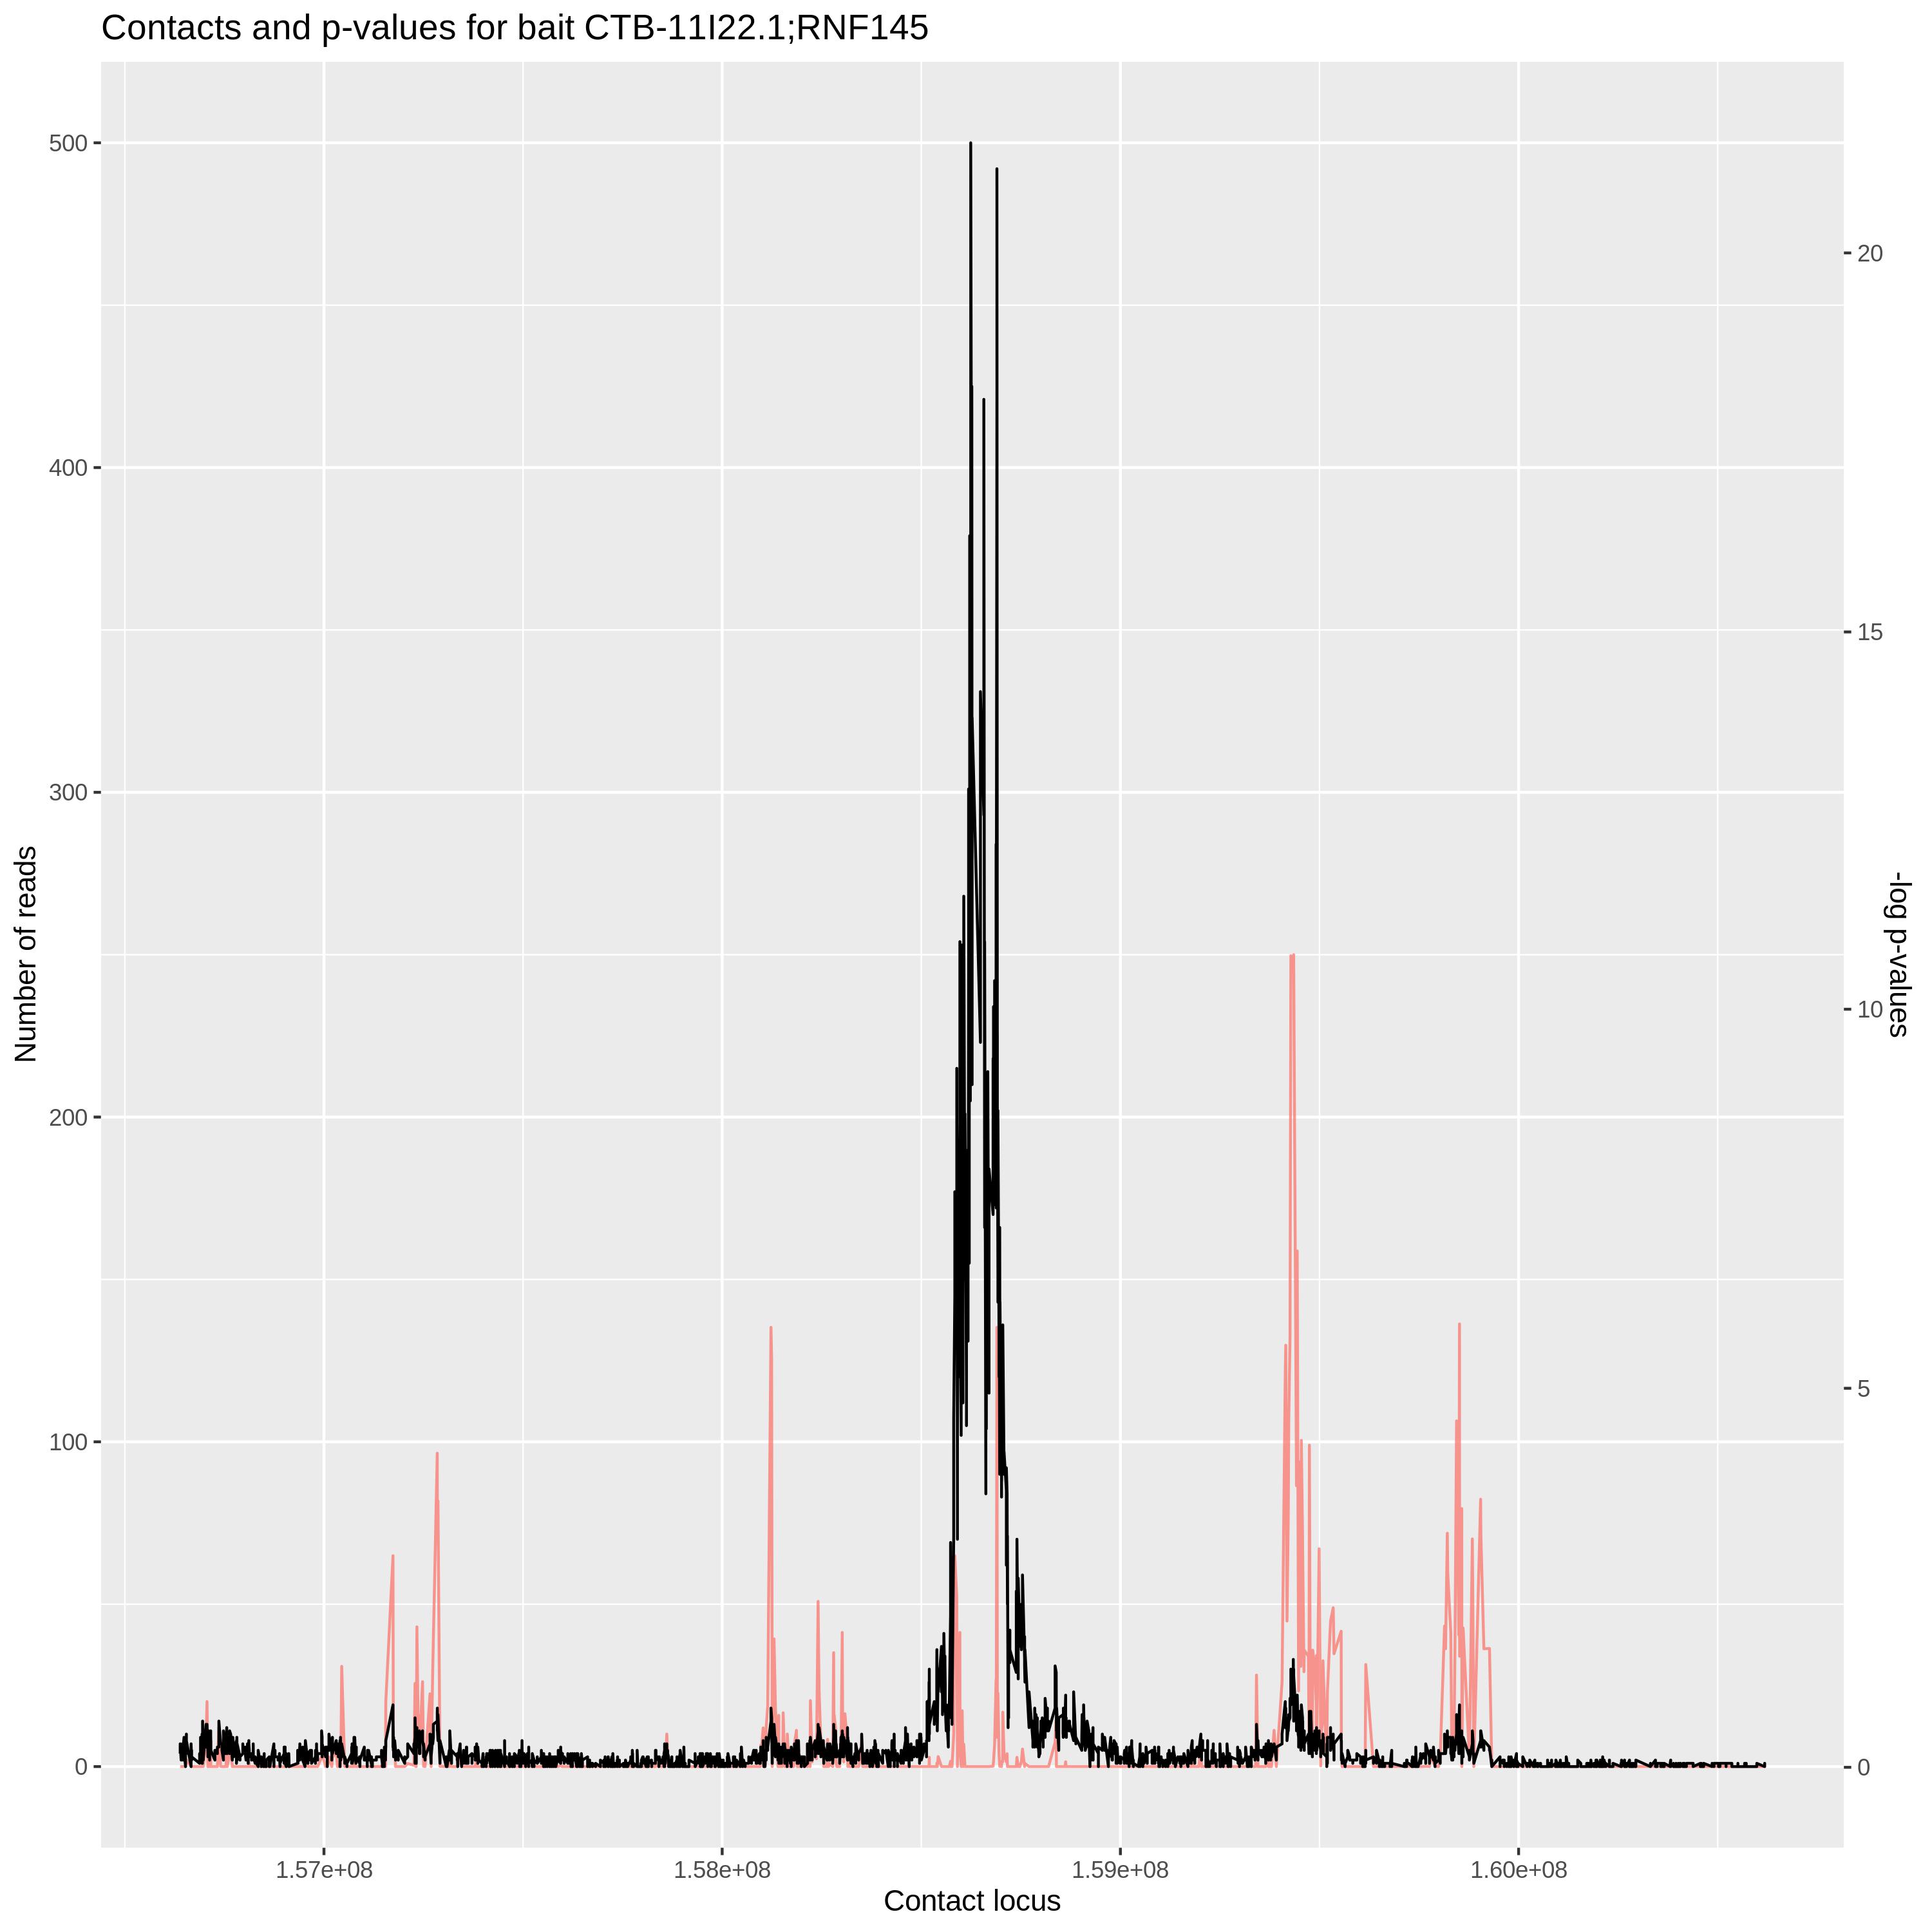 Contacts and p-values for bait CTB-11I22.1;RNF145
500
400
300
200
100
0
Number of reads
20
15
10
5
0
-log p-values
1.57e+08
1.58e+08
1.59e+08
1.60e+08
Contact locus